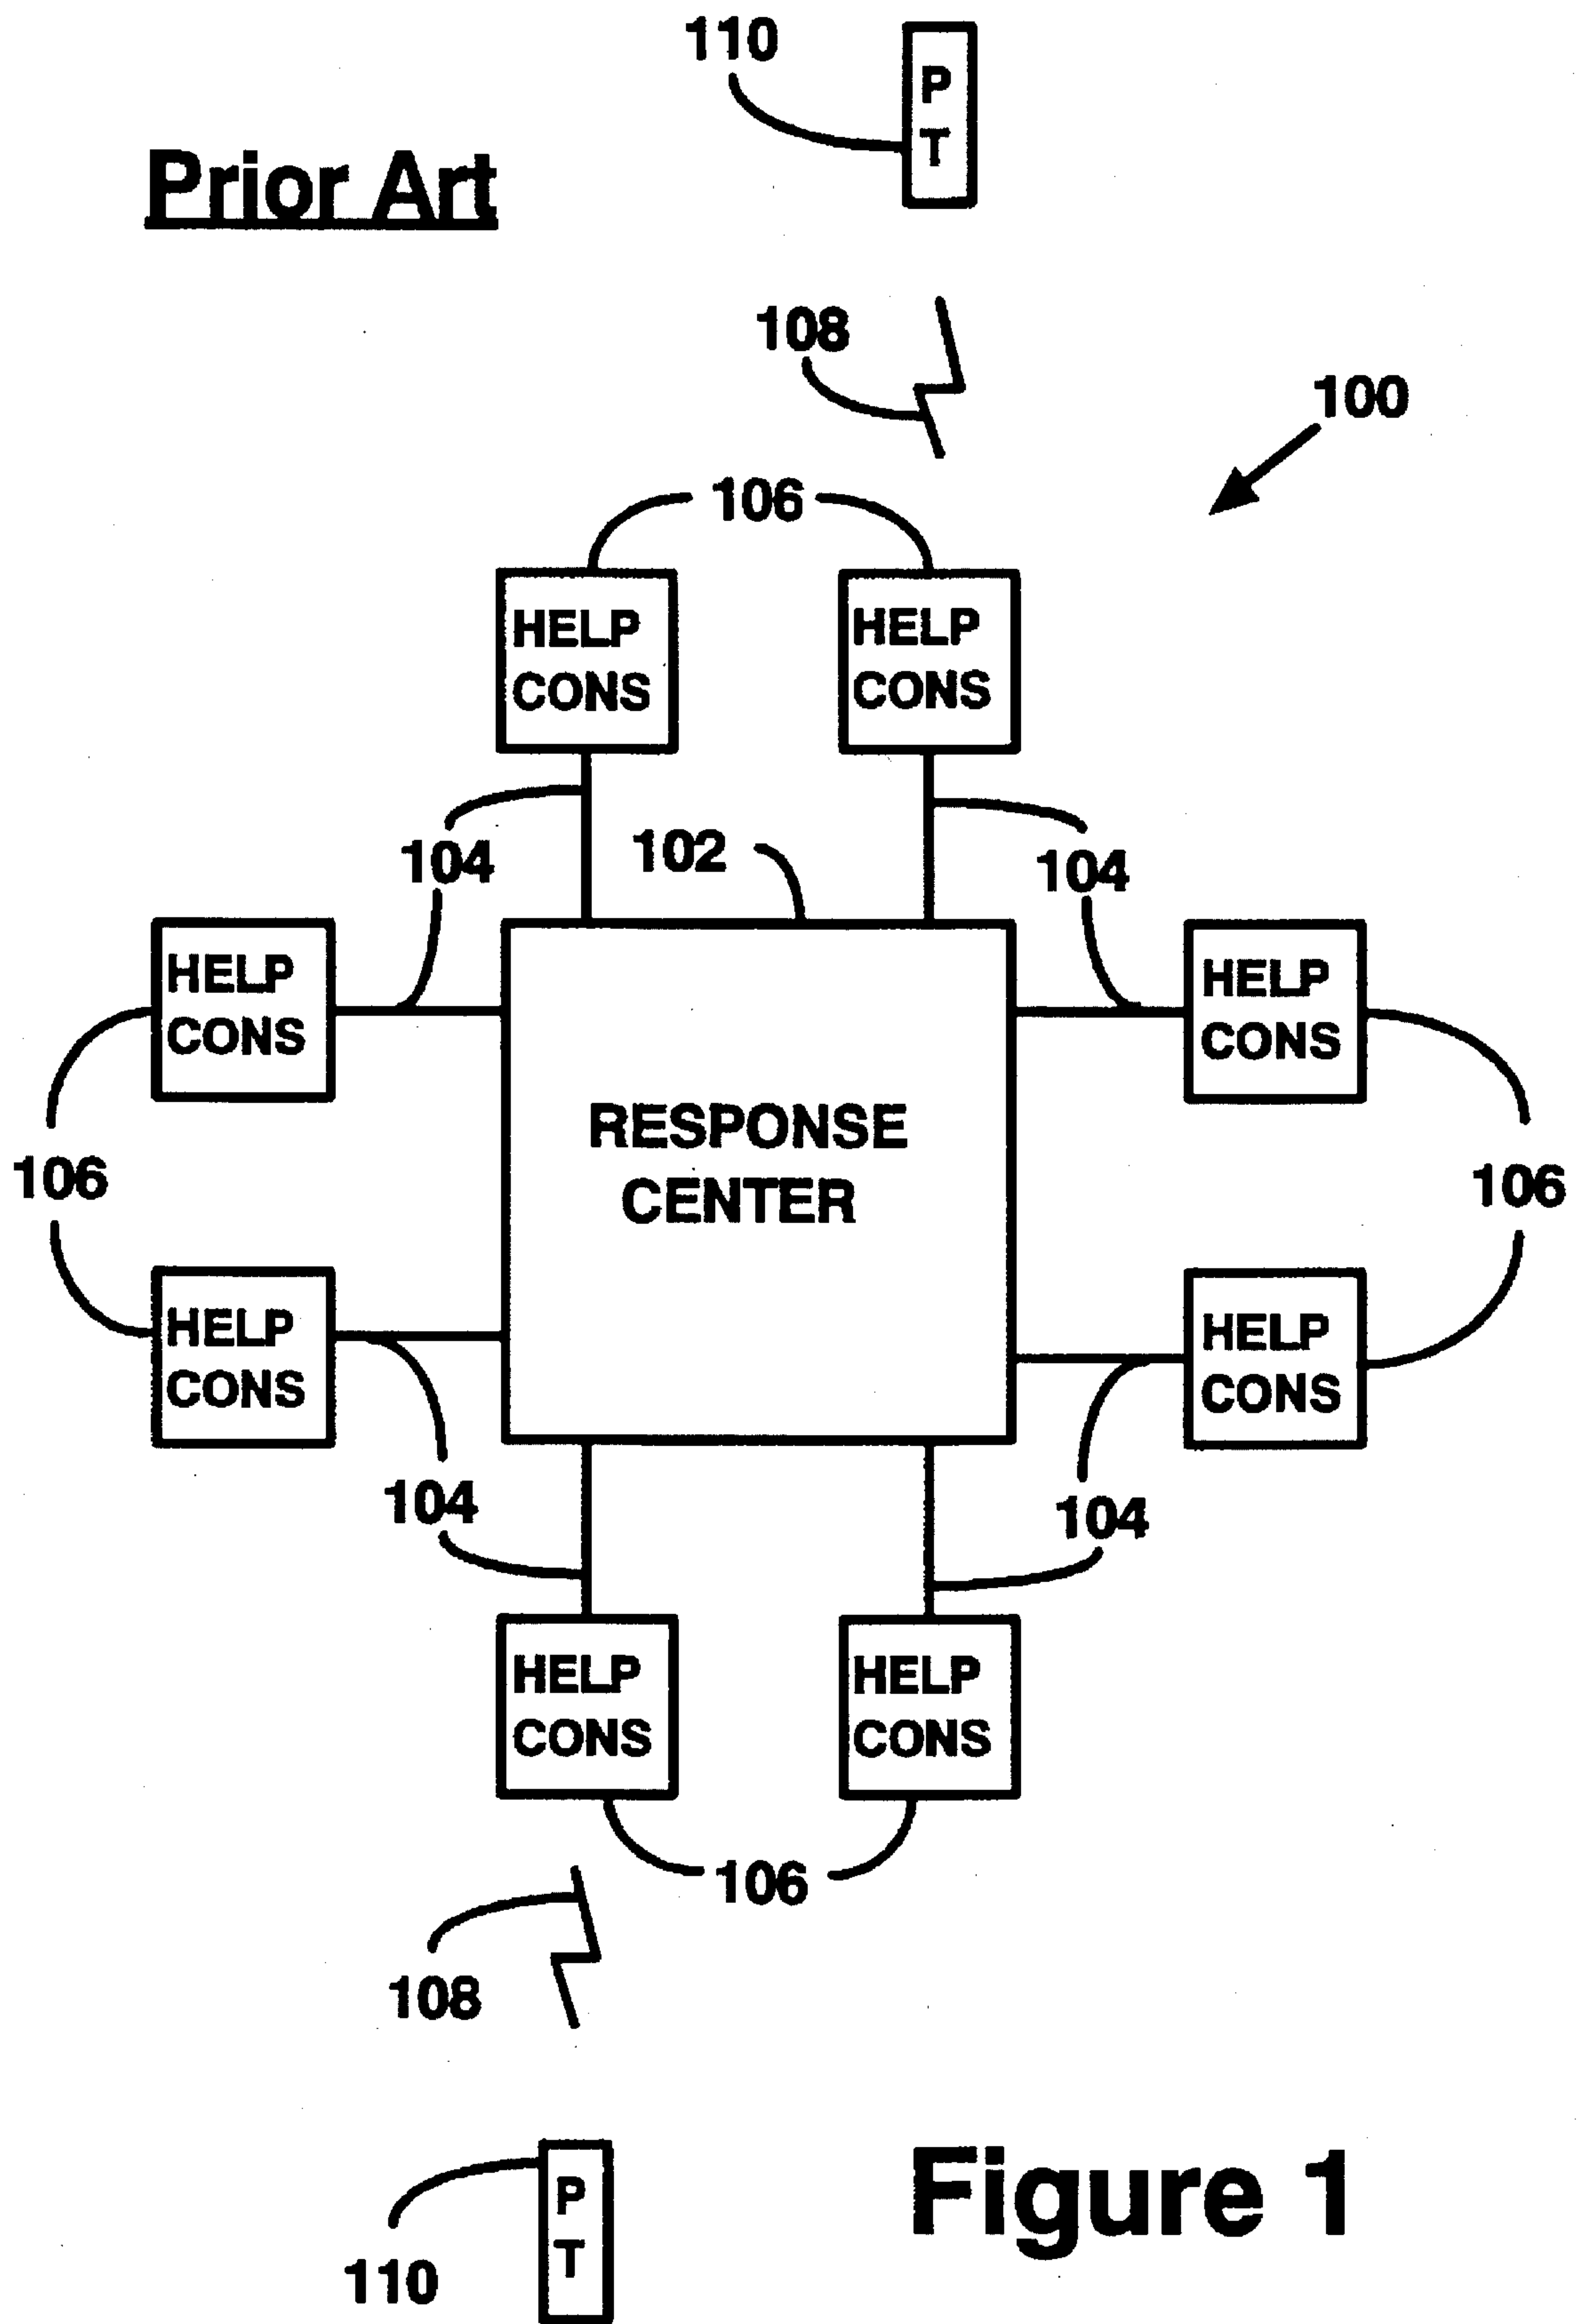 110
P
T
Prior Art
108
100
106
HELP
CONS
HELP
CONS
104
102
104
HELP
CONS
HELP
CONS
RESPONSE
CENTER
106
106
HELP
CONS
HELP
CONS
104
104
HELP
CONS
HELP
CONS
106
108
110
P
T
Figure 1